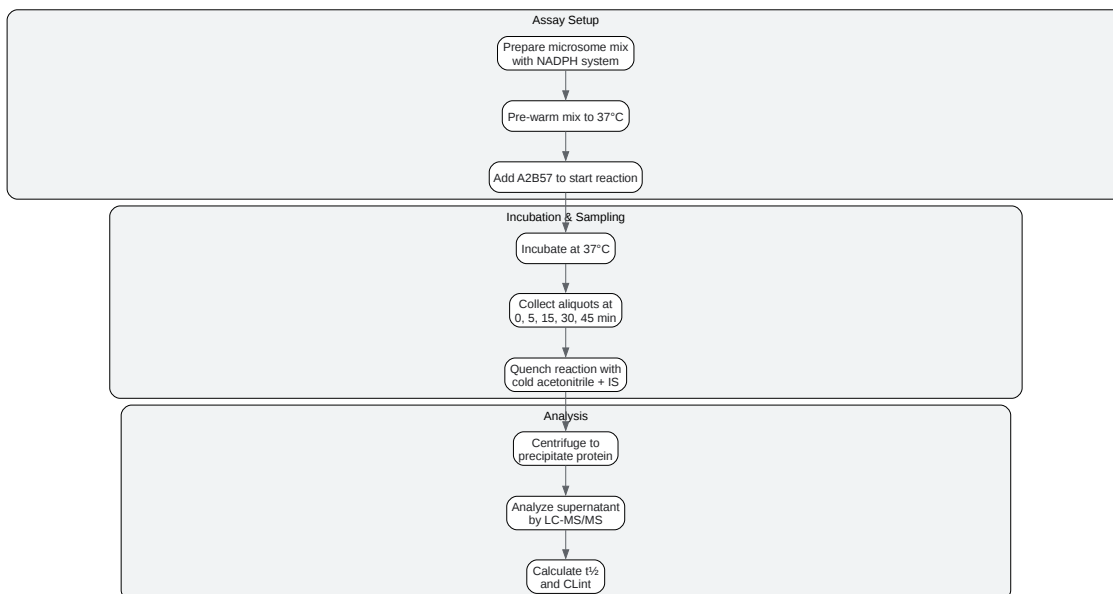 Assay Setup
Prepare microsome mix
with NADPH system
Pre-warm mix to 37°C
Add A2B57 to start reaction
Incubation & Sampling
Incubate at 37°C
Collect aliquots at
0, 5, 15, 30, 45 min
Quench reaction with
cold acetonitrile + IS
Analysis
Centrifuge to
precipitate protein
Analyze supernatant
by LC-MS/MS
Calculate t½
and CLint